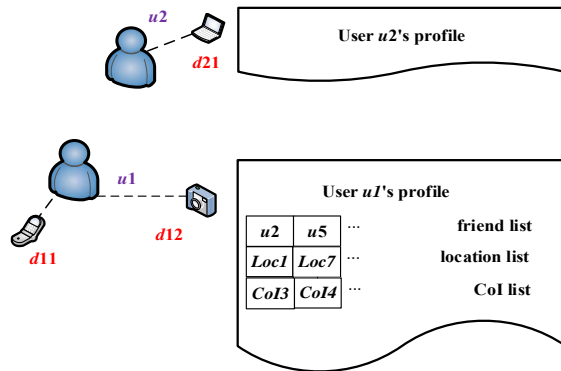 u2
d21
User u2's profile
u1
d11
d12
User u1's profile
u2 u5 ... friend list
Loc1 Loc7 ... location list
CoI3 CoI4 ... CoI list